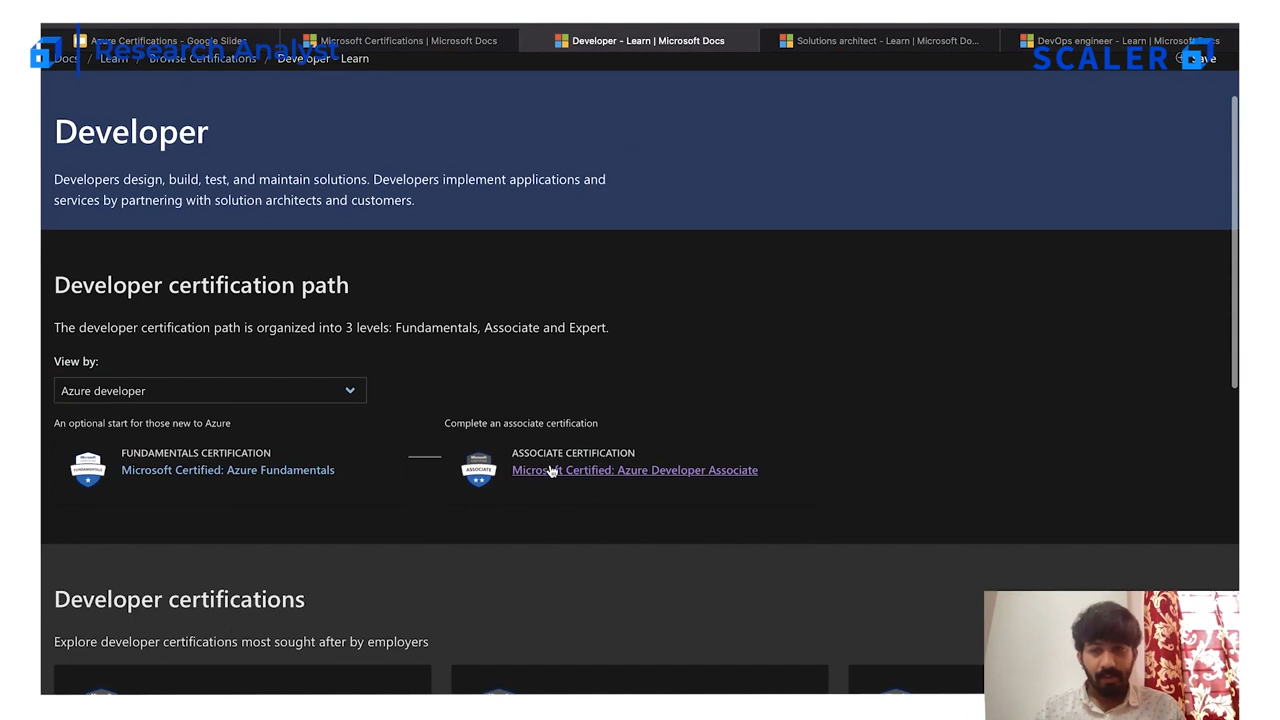 Azure Certifications - Google Slides
Microsoft Certifications | Microsoft Docs
Developer - Learn | Microsoft Docs
Solutions architect - Learn | Microsoft Do...
DevOps engineer - Learn | Microsoft Docs
Research Analyst
SCALER
Docs / Learn / Browse Certifications / Developer - Learn
Save
Developer
Developers design, build, test, and maintain solutions. Developers implement applications and
services by partnering with solution architects and customers.
Developer certification path
The developer certification path is organized into 3 levels: Fundamentals, Associate and Expert.
View by:
Azure developer
An optional start for those new to Azure
FUNDAMENTALS CERTIFICATION
Microsoft Certified: Azure Fundamentals
FUNDAMENTALS
Complete an associate certification
ASSOCIATE CERTIFICATION
Microsoft Certified: Azure Developer Associate
ASSOCIATE
Developer certifications
Explore developer certifications most sought after by employers